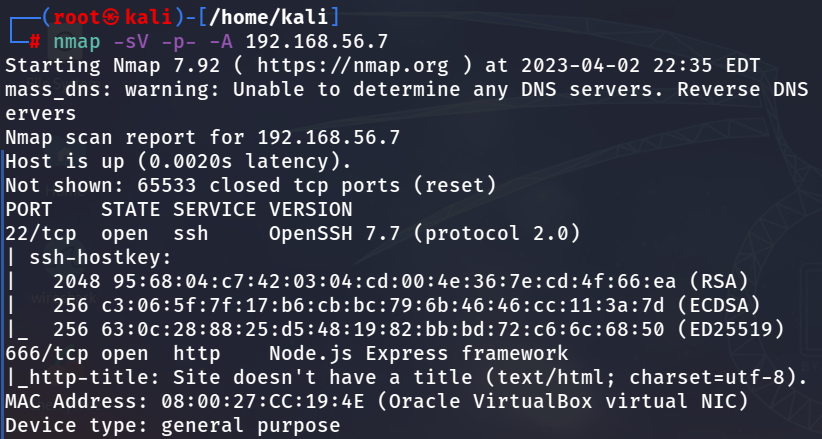 ┌──(root㉿kali)-[/home/kali]
└─# nmap -sV -p- -A 192.168.56.7
Starting Nmap 7.92 ( https://nmap.org ) at 2023-04-02 22:35 EDT
mass_dns: warning: Unable to determine any DNS servers. Reverse DNS
ervers
Nmap scan report for 192.168.56.7
Host is up (0.0020s latency).
Not shown: 65533 closed tcp ports (reset)
PORT    STATE SERVICE VERSION
22/tcp  open  ssh     OpenSSH 7.7 (protocol 2.0)
| ssh-hostkey:
|   2048 95:68:04:c7:42:03:04:cd:00:4e:36:7e:cd:4f:66:ea (RSA)
|   256 c3:06:5f:7f:17:b6:cb:bc:79:6b:46:46:cc:11:3a:7d (ECDSA)
|_  256 63:0c:28:88:25:d5:48:19:82:bb:bd:72:c6:6c:68:50 (ED25519)
666/tcp open  http    Node.js Express framework
|_http-title: Site doesn't have a title (text/html; charset=utf-8).
MAC Address: 08:00:27:CC:19:4E (Oracle VirtualBox virtual NIC)
Device type: general purpose